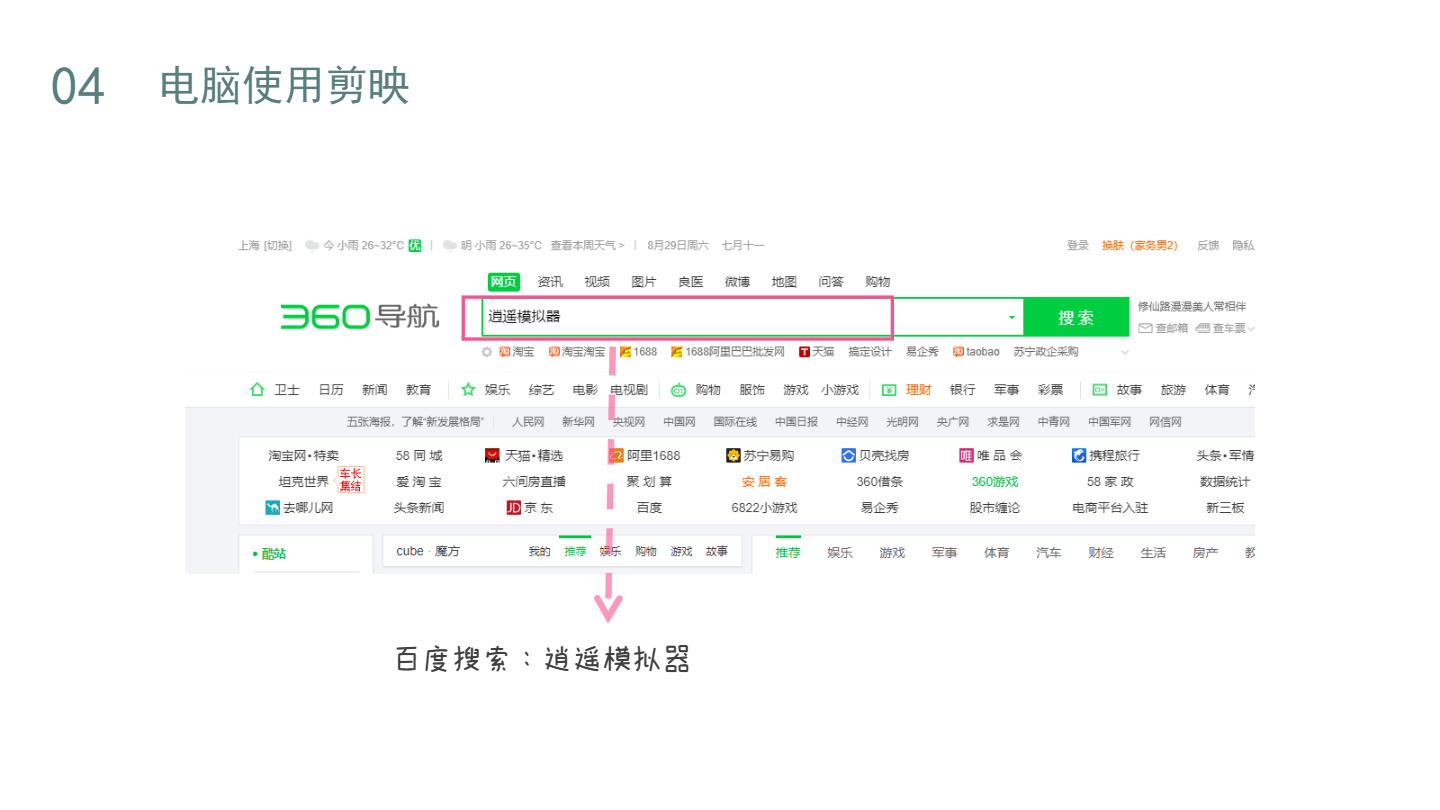 04 电脑使用剪映
上海 [切换] 今 小雨 26~32°C 优 | 明 小雨 26~35°C 查看本周天气 > | 8月29日周六 七月十一 登录 换肤（家务男2） 反馈 隐私
网页 资讯 视频 图片 良医 微博 地图 问答 购物
360导航 逍遥模拟器 搜索 修仙路漫漫美人常相伴
查邮箱 查车票
淘宝 淘宝淘宝 1688 1688阿里巴巴批发网 天猫 搞定设计 易企秀 taobao 苏宁政企采购
卫士 日历 新闻 教育 娱乐 综艺 电影 电视剧 购物 服饰 游戏 小游戏 理财 银行 军事 彩票 故事 旅游 体育
五张海报，了解“新发展格局” 人民网 新华网 央视网 中国网 国际在线 中国日报 中经网 光明网 央广网 求是网 中青网 中国军网 网信网
淘宝网•特卖 58 同 城 天猫•精选 阿里1688 苏宁易购 贝壳找房 唯 唯 品 会 携程旅行 头条•军情
坦克世界 车长集结 爱 淘 宝 六间房直播 聚 划 算 安 居 客 360借条 360游戏 58 家 政 数据统计
去哪儿网 头条新闻 JD 京 东 百度 6822小游戏 易企秀 股市缠论 电商平台入驻 新三板
• 酷站 cube · 魔方 我的 推荐 娱乐 购物 游戏 故事 推荐 娱乐 游戏 军事 体育 汽车 财经 生活 房产
百度搜索：逍遥模拟器